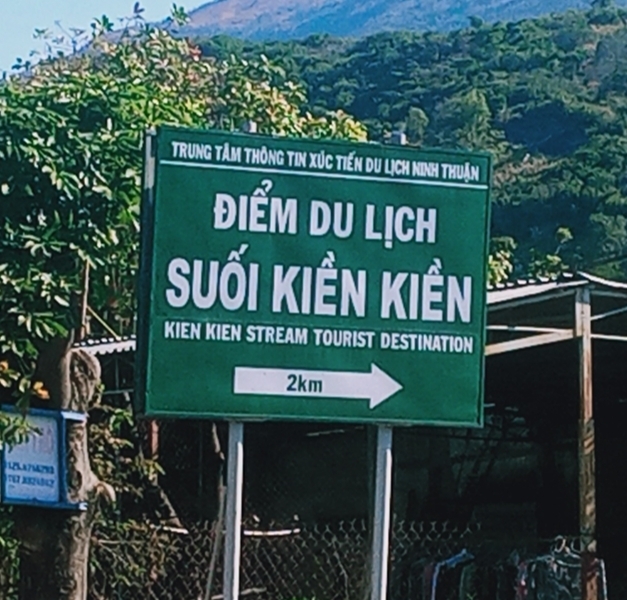 TRUNG TÂM THÔNG TIN XÚC TIẾN DU LỊCH NINH THUẬN
ĐIỂM DU LỊCH
SUỐI KIỀN KIỀN
KIEN KIEN STREAM TOURIST DESTINATION
2km